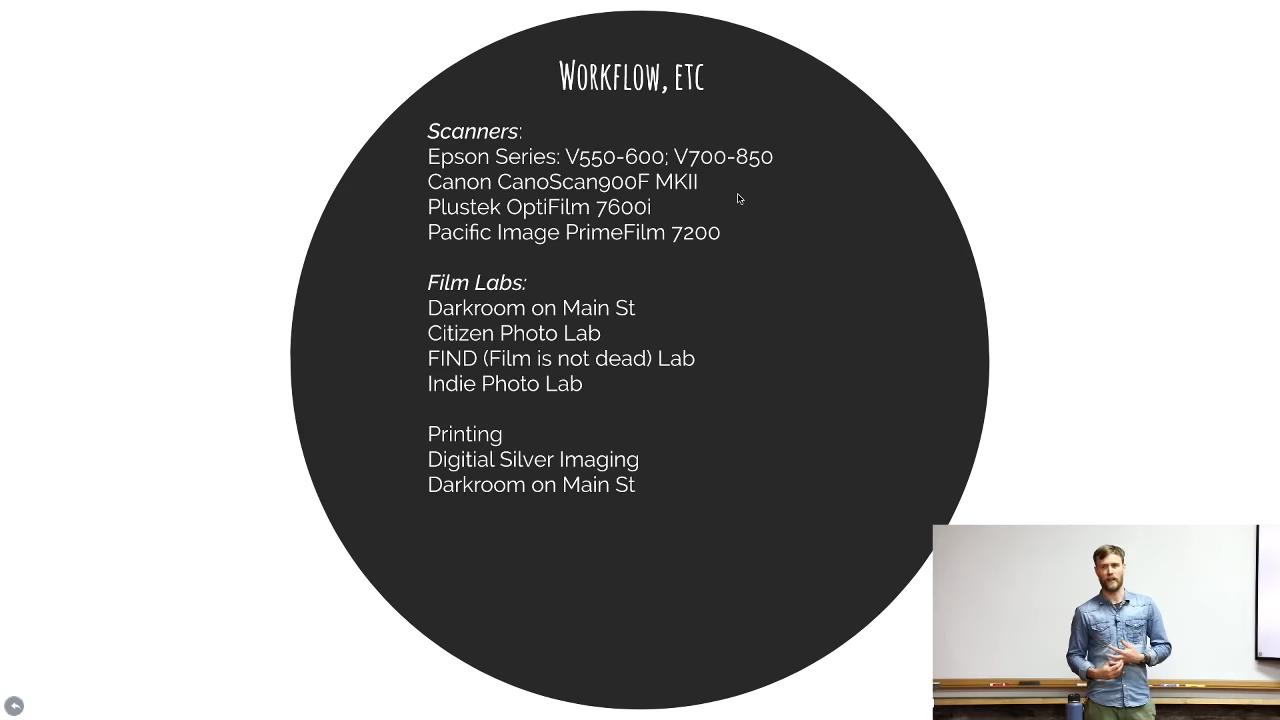 Workflow, etc
Scanners:
Epson Series: V550-600; V700-850
Canon CanoScan900F MKII
Plustek OptiFilm 7600i
Pacific Image PrimeFilm 7200
Film Labs:
Darkroom on Main St
Citizen Photo Lab
FIND (Film is not dead) Lab
Indie Photo Lab
Printing
Digitial Silver Imaging
Darkroom on Main St